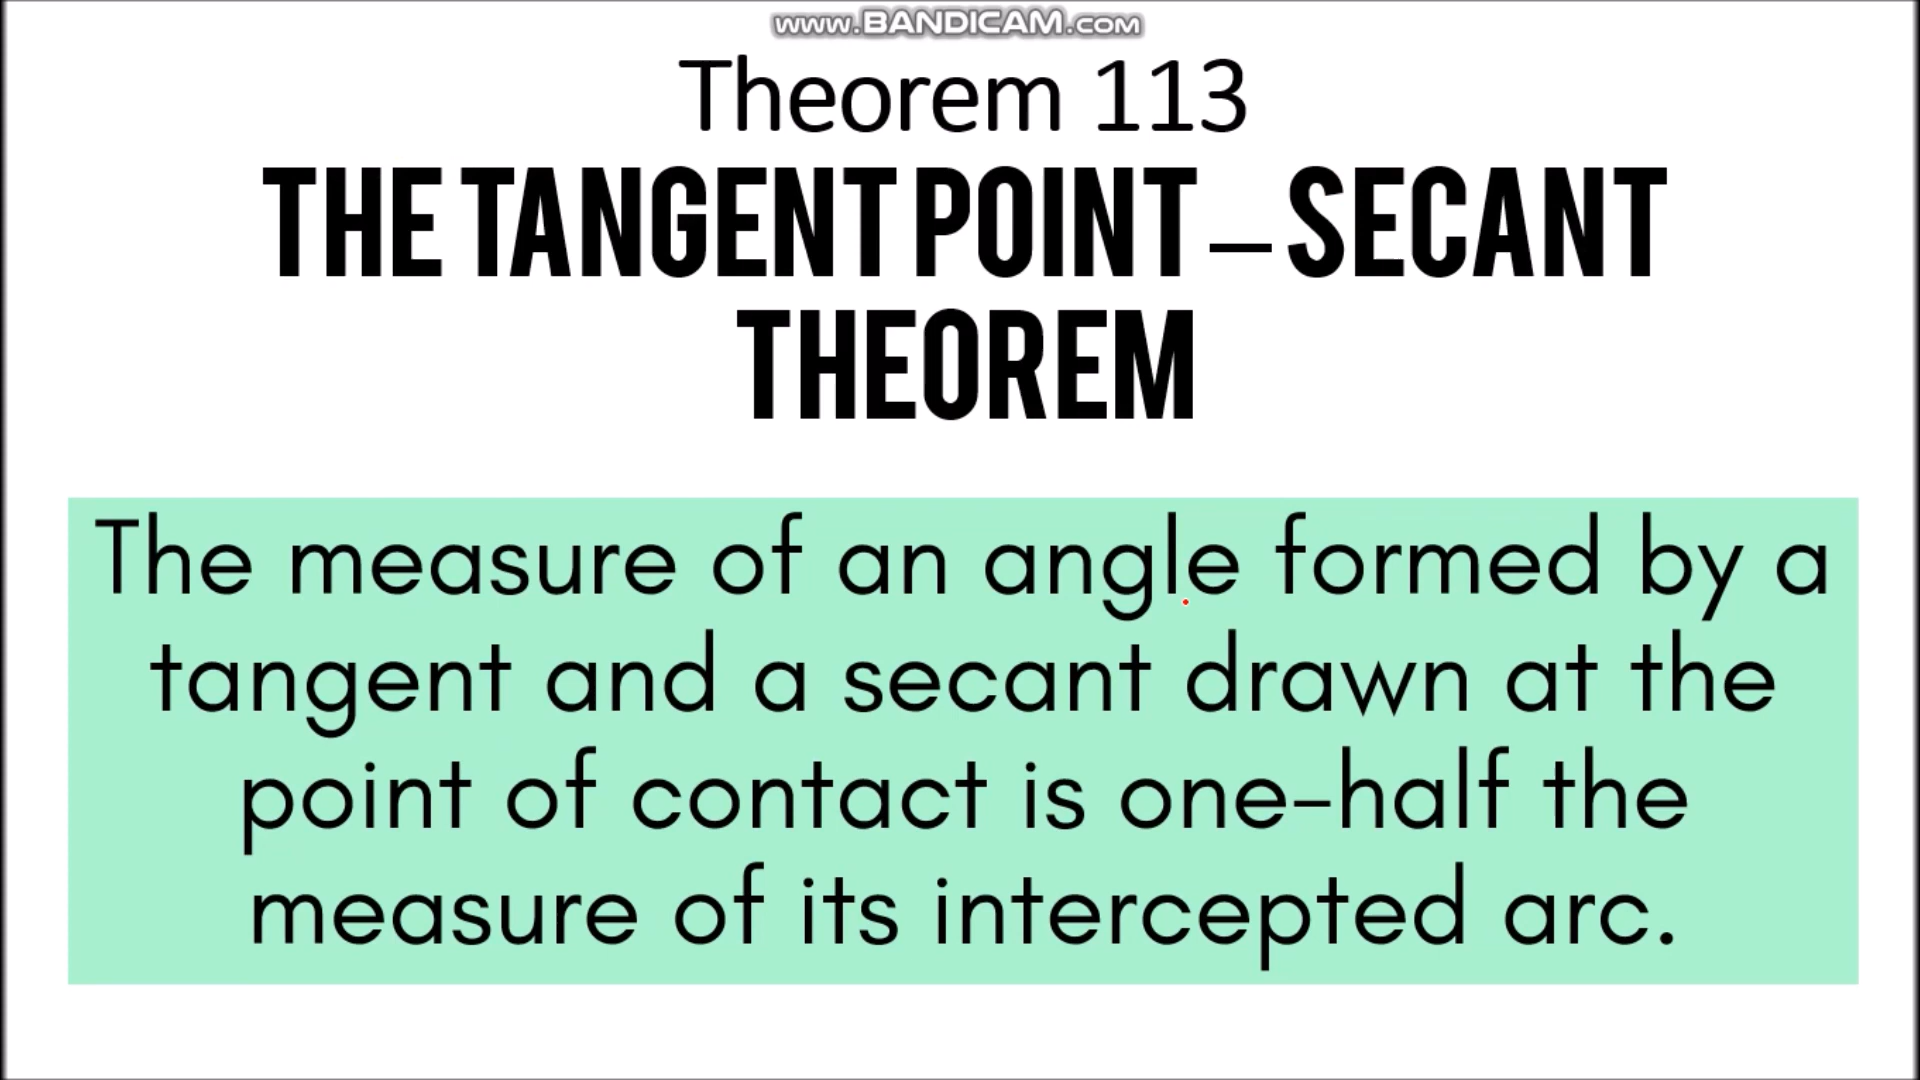 www.BANDICAM.com
Theorem 113
THE TANGENT POINT – SECANT
THEOREM
The measure of an angle formed by a
tangent and a secant drawn at the
point of contact is one-half the
measure of its intercepted arc.